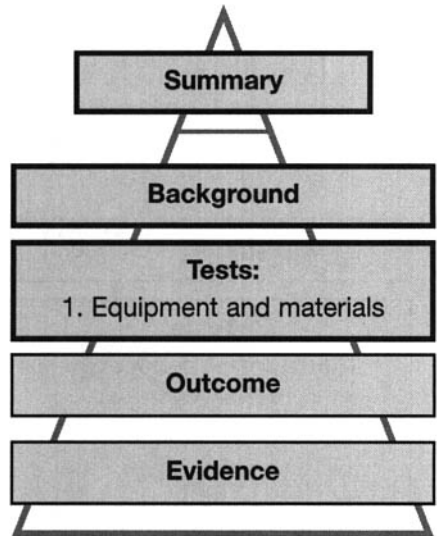 Summary
Background
Tests:
1. Equipment and materials
Outcome
Evidence